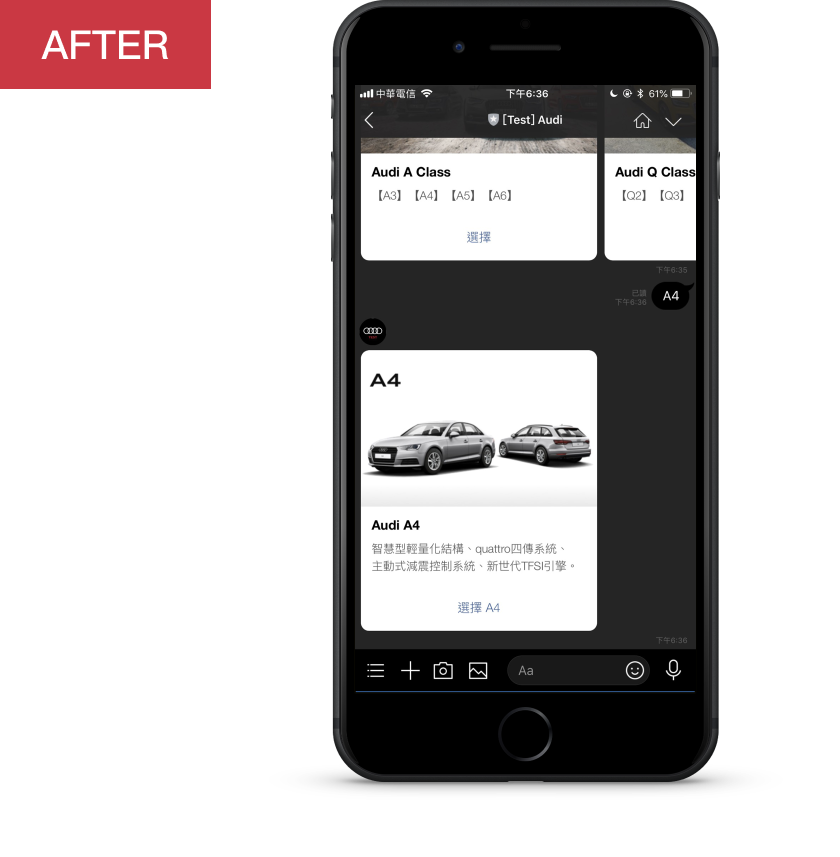 AFTER
中華電信
下午6:36
61%
[Test] Audi
Audi A Class
【A3】【A4】【A5】【A6】
選擇
Audi Q Class
【Q2】【Q3】
下午6:35
已讀
下午6:36
A4
A4
Audi A4
智慧型輕量化結構、quattro四傳系統、
主動式減震控制系統、新世代TFSI引擎。
選擇 A4
下午6:36
Aa